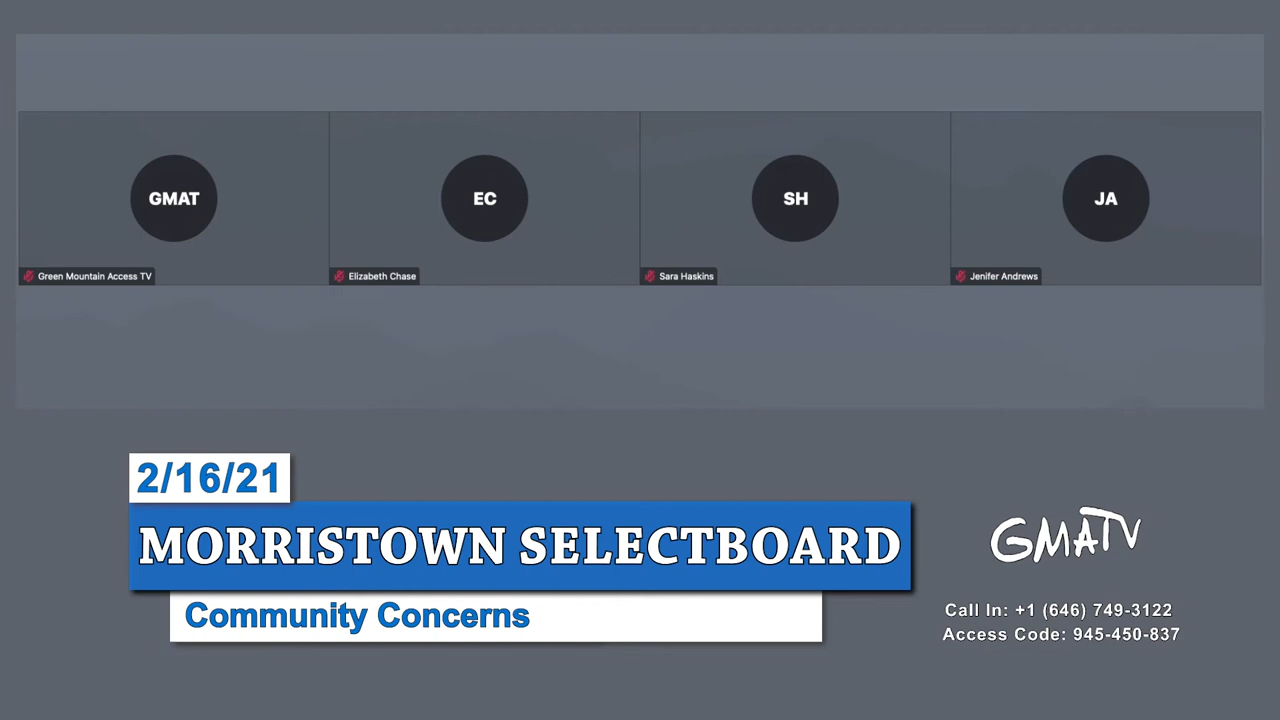 GMAT
EC
SH
JA
Green Mountain Access TV
Elizabeth Chase
Sara Haskins
Jenifer Andrews
2/16/21
MORRISTOWN SELECTBOARD
Community Concerns
GMATV
Call In: +1 (646) 749-3122
Access Code: 945-450-837